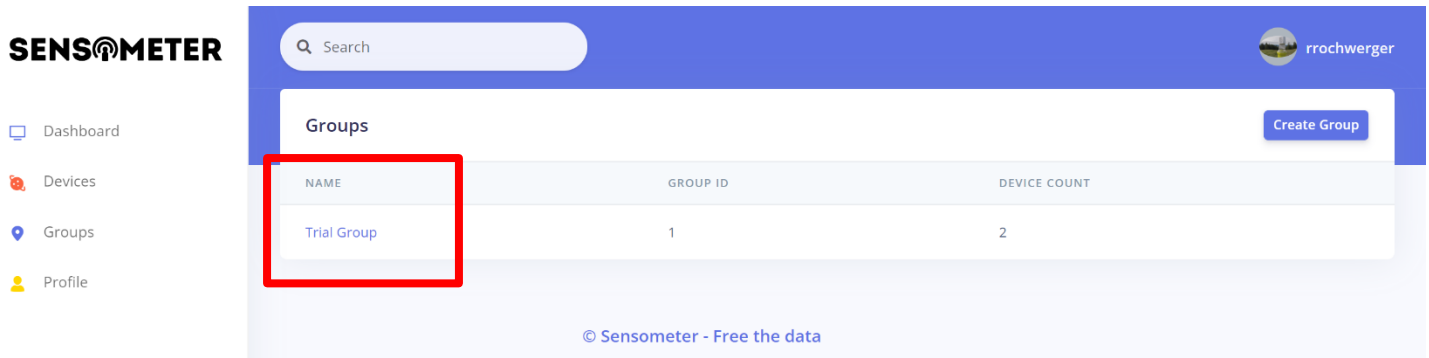 SENSOMETER
Search
rrochwerger
Dashboard
Devices
Groups
Profile
Groups
Create Group
NAME GROUP ID DEVICE COUNT
Trial Group 1 2
© Sensometer - Free the data